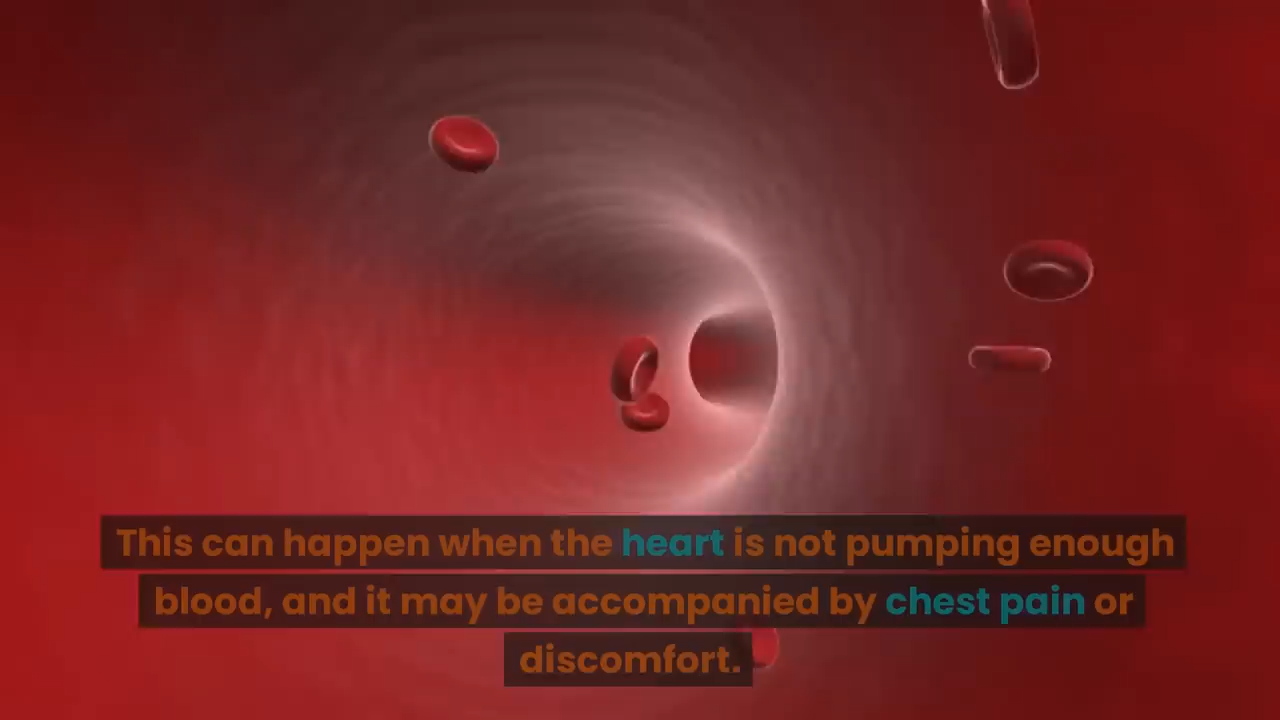 This can happen when the heart is not pumping enough
blood, and it may be accompanied by chest pain or
discomfort.